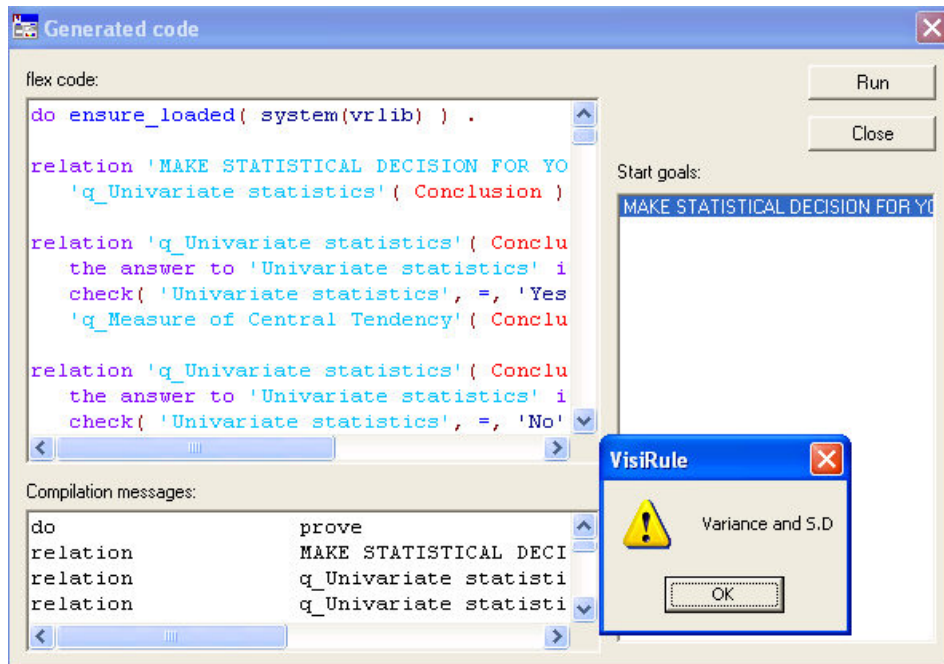 Generated code
flex code:
do ensure_loaded( system(vrlib) ) .
relation 'MAKE STATISTICAL DECISION FOR YO
'q_Univariate statistics'( Conclusion )
relation 'q_Univariate statistics'( Conclu
the answer to 'Univariate statistics' i
check( 'Univariate statistics', =, 'Yes
'q_Measure of Central Tendency'( Conclu
relation 'q_Univariate statistics'( Conclu
the answer to 'Univariate statistics' i
check( 'Univariate statistics', =, 'No'
Run
Close
Start goals:
MAKE STATISTICAL DECISION FOR YO
Compilation messages:
do prove
relation MAKE STATISTICAL DECI
relation q_Univariate statisti
relation q_Univariate statisti
VisiRule
Variance and S.D
OK